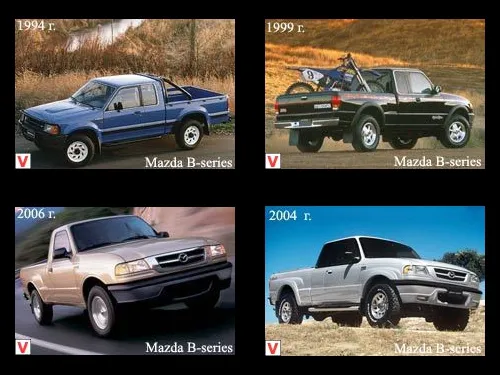 1994 г.
V
Mazda B-series
1999 г.
V
Mazda B-series
2006 г.
V
Mazda B-series
2004 г.
V
Mazda B-series